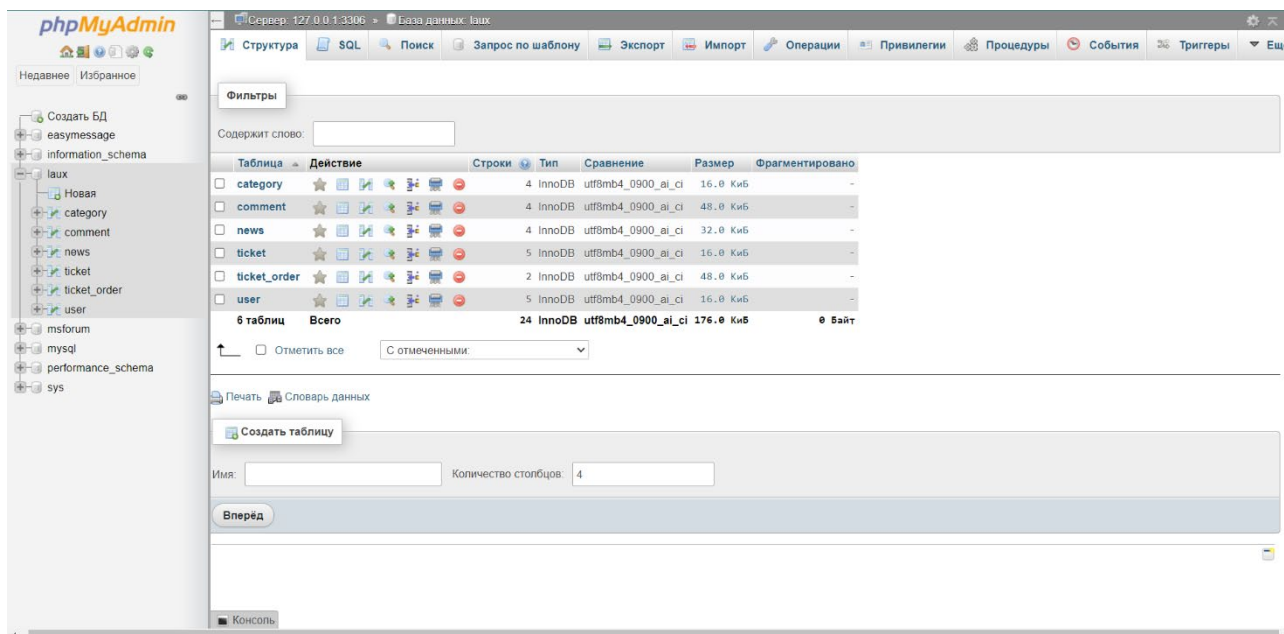 phpMyAdmin
Недавнее Избранное
Создать БД
easymessage
information_schema
laux
Новая
category
comment
news
ticket
ticket_order
user
msforum
mysql
performance_schema
sys
Сервер: 127.0.0.1:3306 » База данных: laux
Структура SQL Поиск Запрос по шаблону Экспорт Импорт Операции Привилегии Процедуры События Триггеры Ещ
Фильтры
Содержит слово:
Таблица Действие Строки Тип Сравнение Размер Фрагментировано
category 4 InnoDB utf8mb4_0900_ai_ci 16.0 КиБ -
comment 4 InnoDB utf8mb4_0900_ai_ci 48.0 КиБ -
news 4 InnoDB utf8mb4_0900_ai_ci 32.0 КиБ -
ticket 5 InnoDB utf8mb4_0900_ai_ci 16.0 КиБ -
ticket_order 2 InnoDB utf8mb4_0900_ai_ci 48.0 КиБ -
user 5 InnoDB utf8mb4_0900_ai_ci 16.0 КиБ -
6 таблиц Всего 24 InnoDB utf8mb4_0900_ai_ci 176.0 КиБ 0 Байт
Отметить все С отмеченными:
Печать Словарь данных
Создать таблицу
Имя: Количество столбцов: 4
Вперёд
Консоль